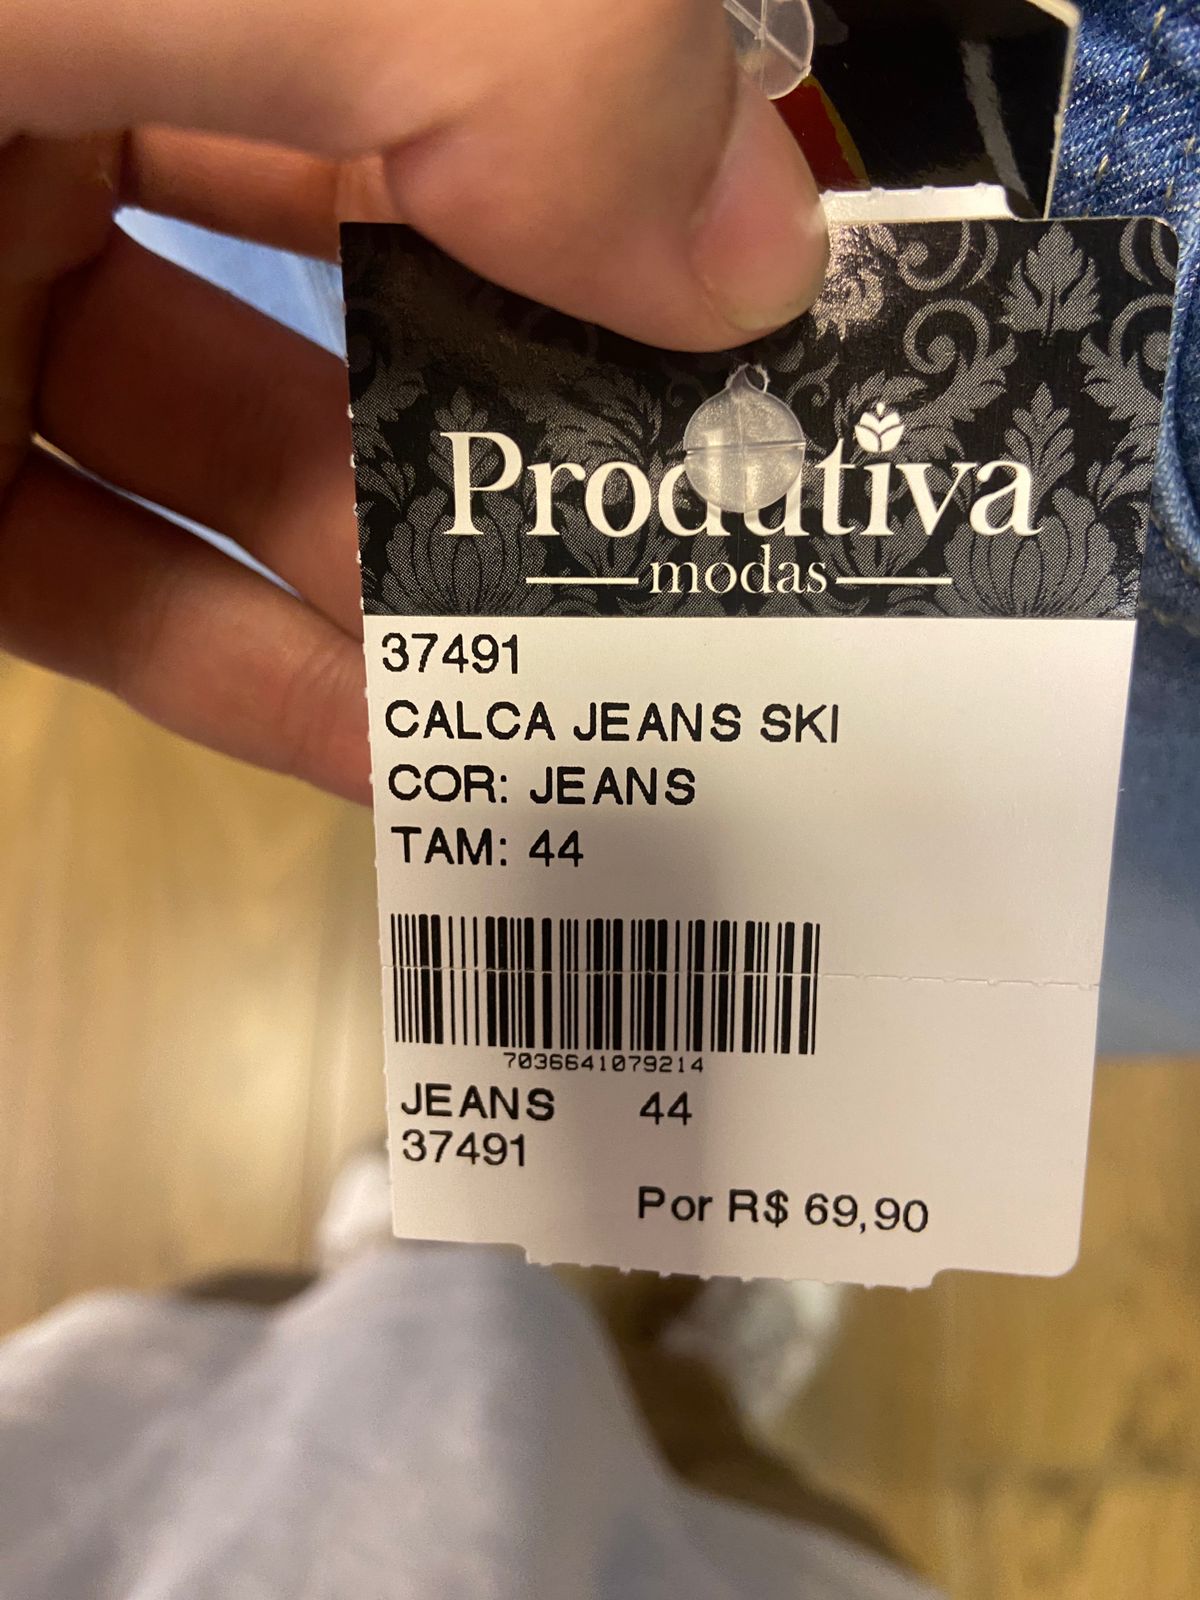 Produtiva
modas
37491
CALCA JEANS SKI
COR: JEANS
TAM: 44
7036641079214
JEANS 44
37491
Por R$ 69,90